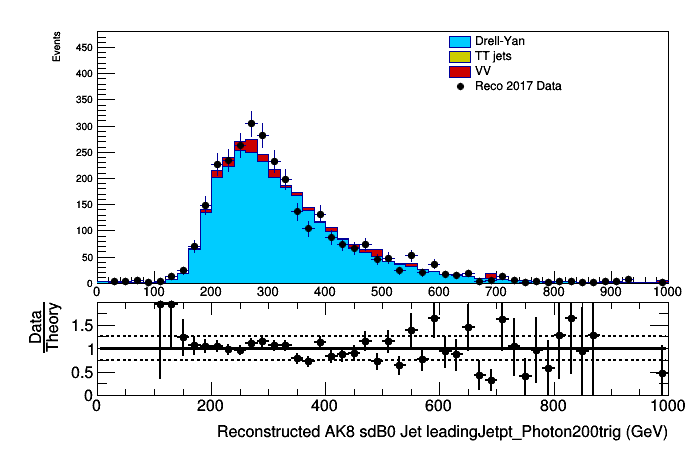 Events
450
400
350
300
250
200
150
100
50
0
Drell-Yan
TT jets
VV
Reco 2017 Data
0 100 200 300 400 500 600 700 800 900 1000
Data
Theory
1.5
1
0.5
0
0 200 400 600 800 1000
Reconstructed AK8 sdB0 Jet leadingJetpt_Photon200trig (GeV)